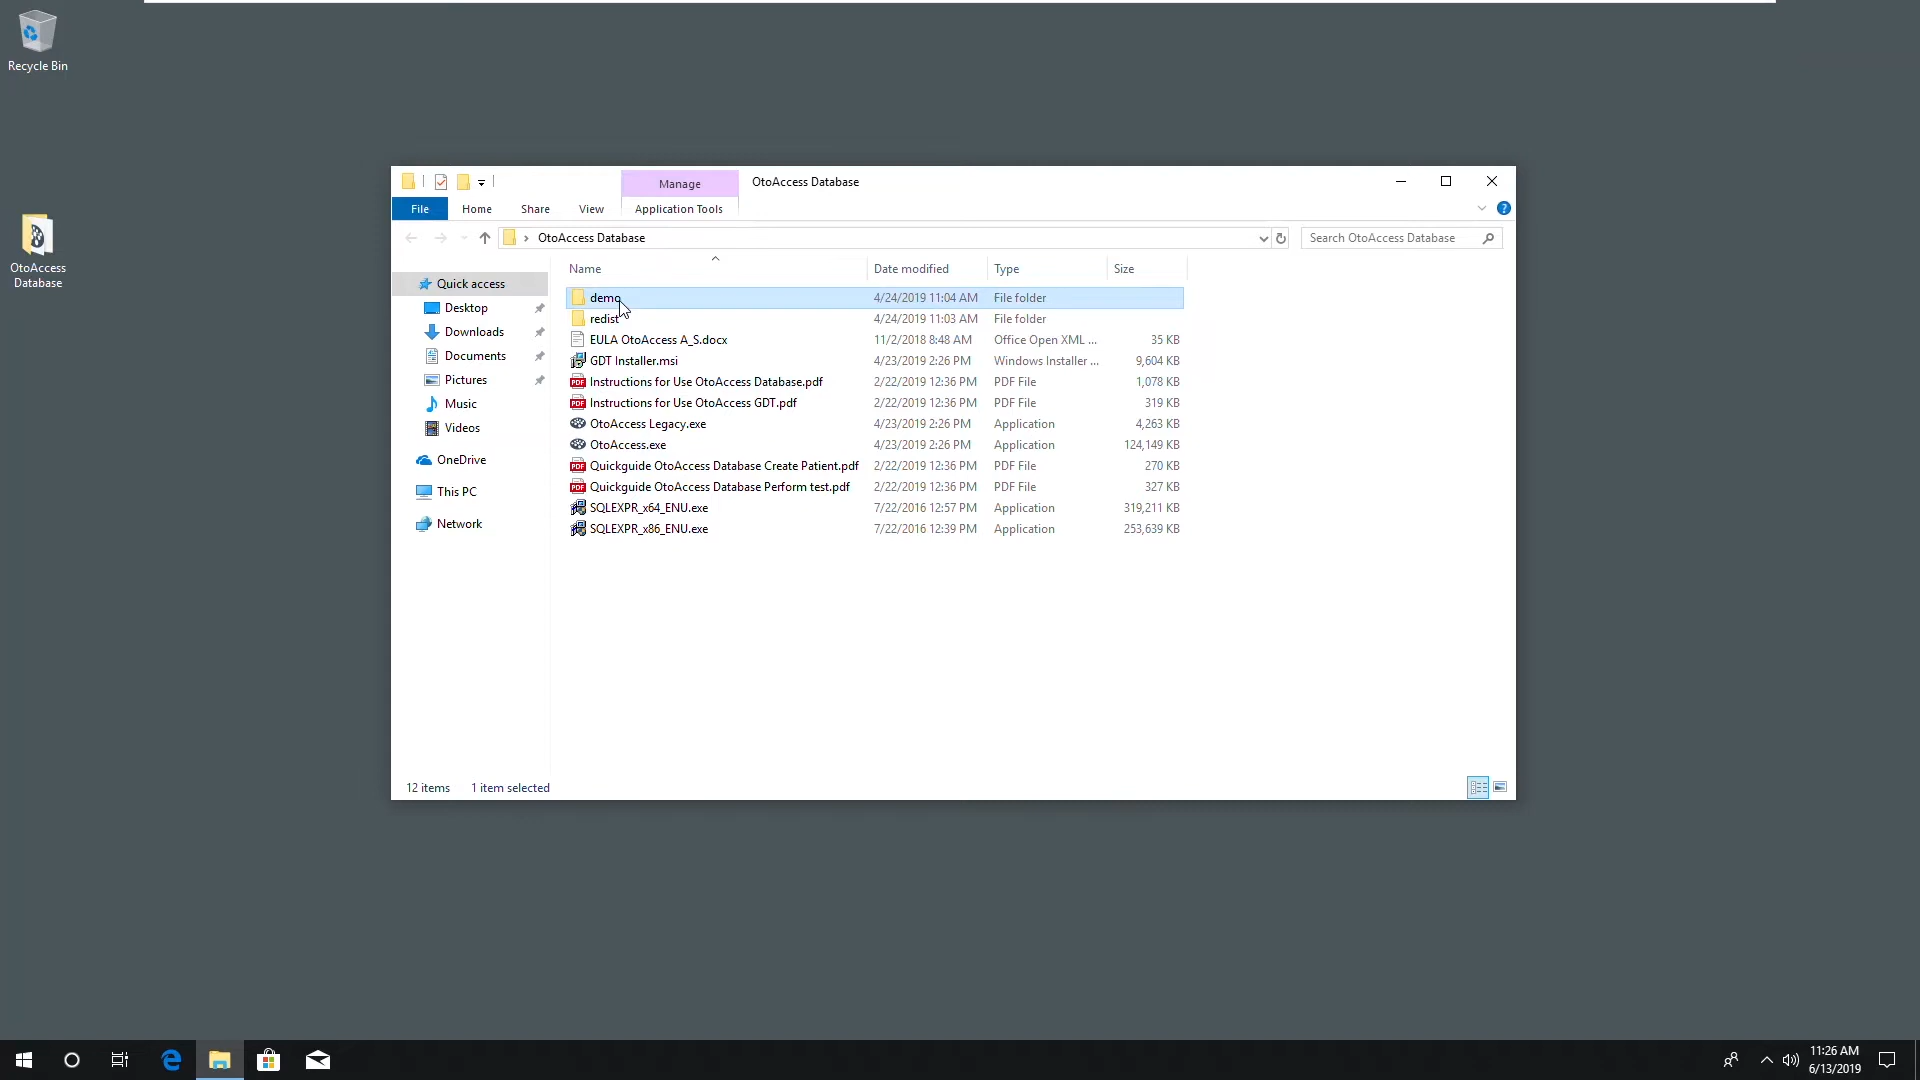 Recycle Bin
OtoAccess
Database
Manage
OtoAccess Database
File
Home
Share
View
Application Tools
OtoAccess Database
Search OtoAccess Database
Quick access
Desktop
Downloads
Documents
Pictures
Music
Videos
OneDrive
This PC
Network
Name Date modified Type Size
demo 4/24/2019 11:04 AM File folder
redist 4/24/2019 11:03 AM File folder
EULA OtoAccess A_S.docx 11/2/2018 8:48 AM Office Open XML ... 35 KB
GDT Installer.msi 4/23/2019 2:26 PM Windows Installer ... 9,604 KB
PDF Instructions for Use OtoAccess Database.pdf 2/22/2019 12:36 PM PDF File 1,078 KB
PDF Instructions for Use OtoAccess GDT.pdf 2/22/2019 12:36 PM PDF File 319 KB
OtoAccess Legacy.exe 4/23/2019 2:26 PM Application 4,263 KB
OtoAccess.exe 4/23/2019 2:26 PM Application 124,149 KB
PDF Quickguide OtoAccess Database Create Patient.pdf 2/22/2019 12:36 PM PDF File 270 KB
PDF Quickguide OtoAccess Database Perform test.pdf 2/22/2019 12:36 PM PDF File 327 KB
SQLEXPR_x64_ENU.exe 7/22/2016 12:57 PM Application 319,211 KB
SQLEXPR_x86_ENU.exe 7/22/2016 12:39 PM Application 253,639 KB
12 items 1 item selected
11:26 AM
6/13/2019